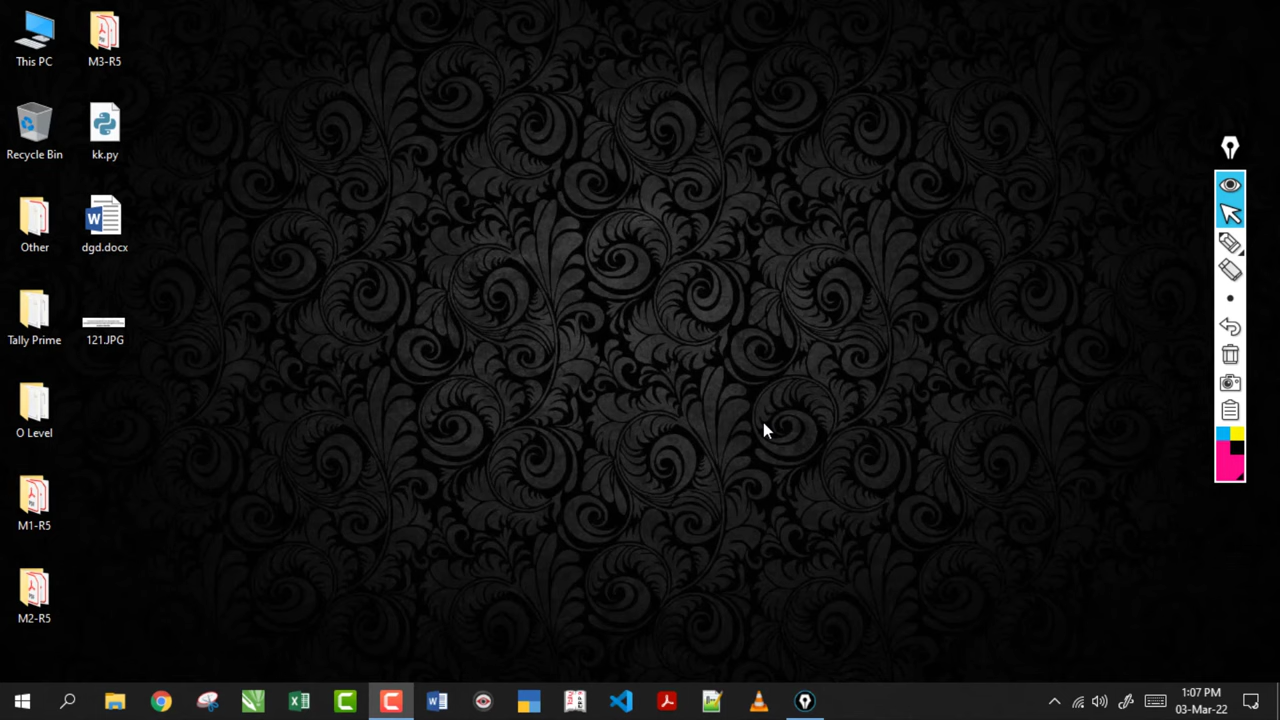 This PC
M3-R5
Recycle Bin
kk.py
Other
dgd.docx
Tally Prime
121.JPG
O Level
M1-R5
M2-R5
1:07 PM
03-Mar-22